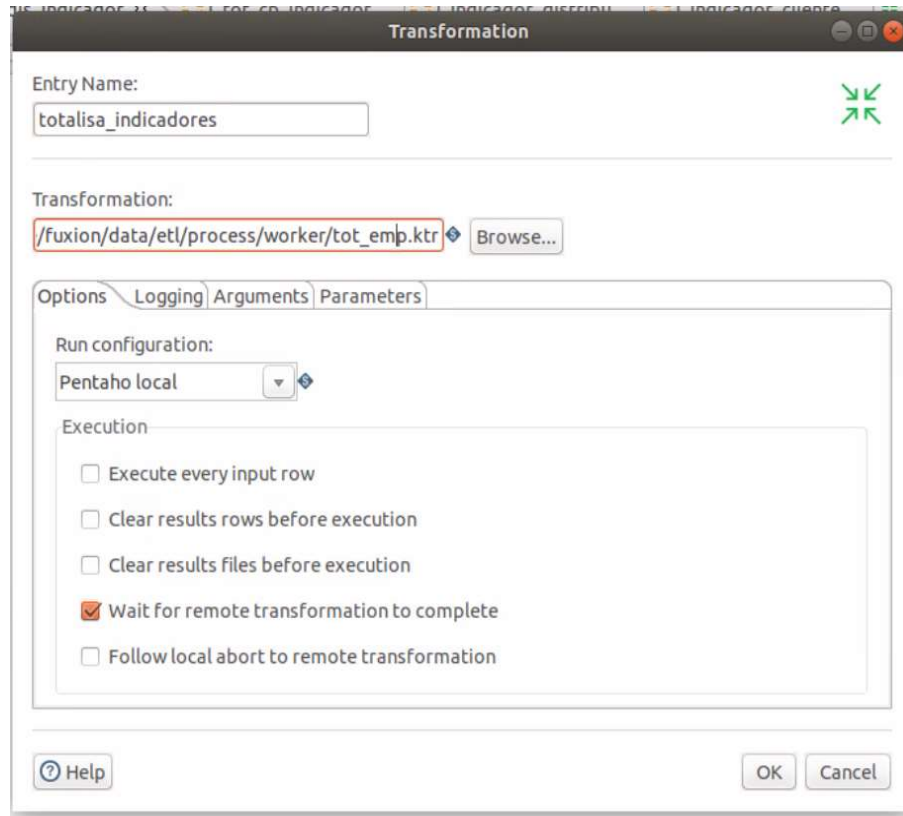 Transformation
Entry Name:
totalisa_indicadores
Transformation:
/fuxion/data/etl/process/worker/tot_emp.ktr
Browse...
Options Logging Arguments Parameters
Run configuration:
Pentaho local
Execution
Execute every input row
Clear results rows before execution
Clear results files before execution
Wait for remote transformation to complete
Follow local abort to remote transformation
Help
OK Cancel